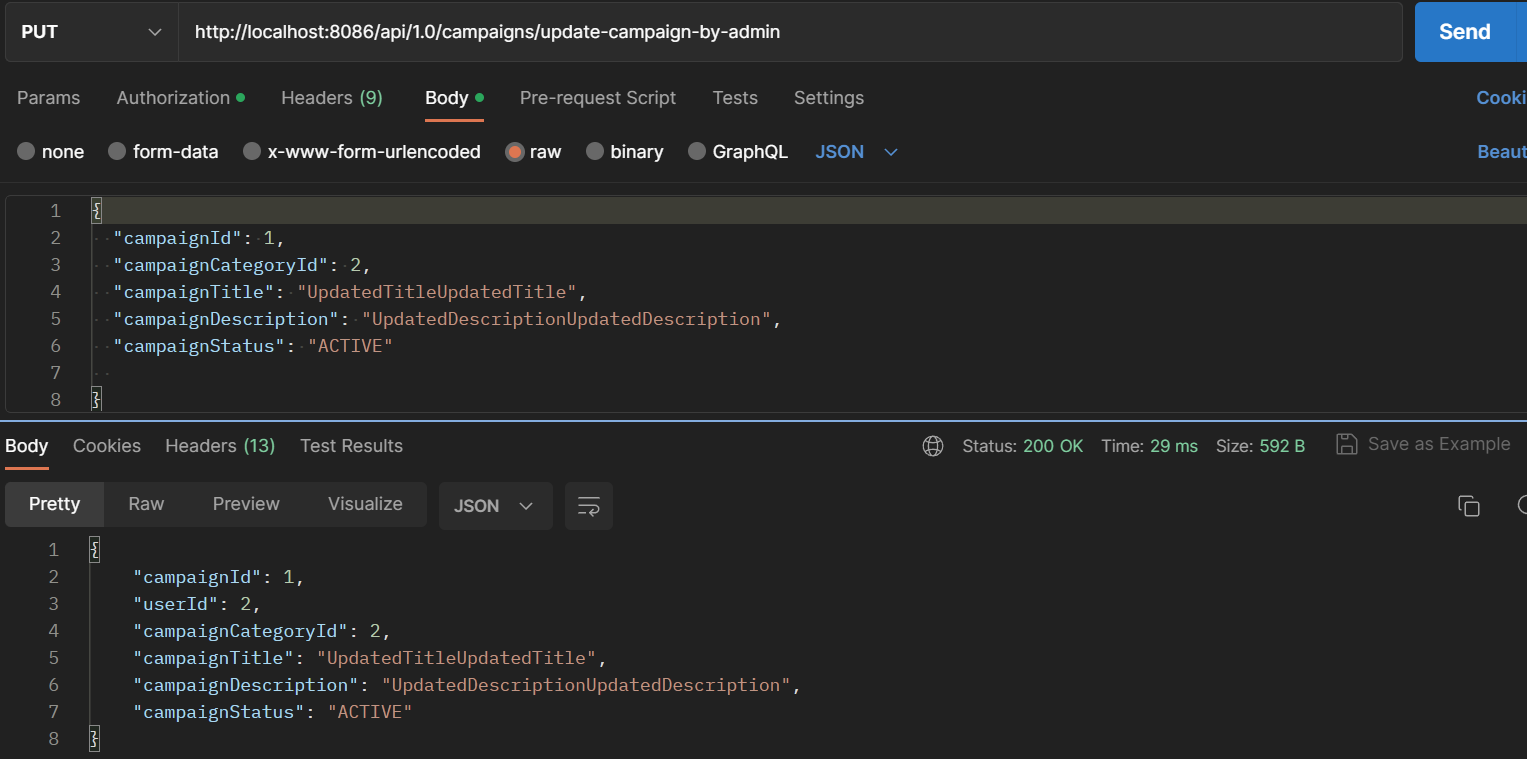 PUT http://localhost:8086/api/1.0/campaigns/update-campaign-by-admin Send
Params Authorization Headers (9) Body Pre-request Script Tests Settings Cooki
none form-data x-www-form-urlencoded raw binary GraphQL JSON Beaut
1 {
2 "campaignId": 1,
3 "campaignCategoryId": 2,
4 "campaignTitle": "UpdatedTitleUpdatedTitle",
5 "campaignDescription": "UpdatedDescriptionUpdatedDescription",
6 "campaignStatus": "ACTIVE"
7
8 }
Body Cookies Headers (13) Test Results Status: 200 OK Time: 29 ms Size: 592 B Save as Example
Pretty Raw Preview Visualize JSON
1 {
2 "campaignId": 1,
3 "userId": 2,
4 "campaignCategoryId": 2,
5 "campaignTitle": "UpdatedTitleUpdatedTitle",
6 "campaignDescription": "UpdatedDescriptionUpdatedDescription",
7 "campaignStatus": "ACTIVE"
8 }